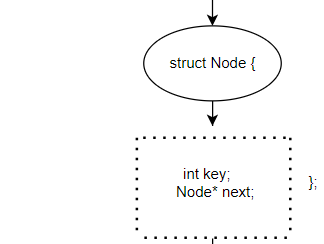 struct Node {
int key;
Node* next;
};